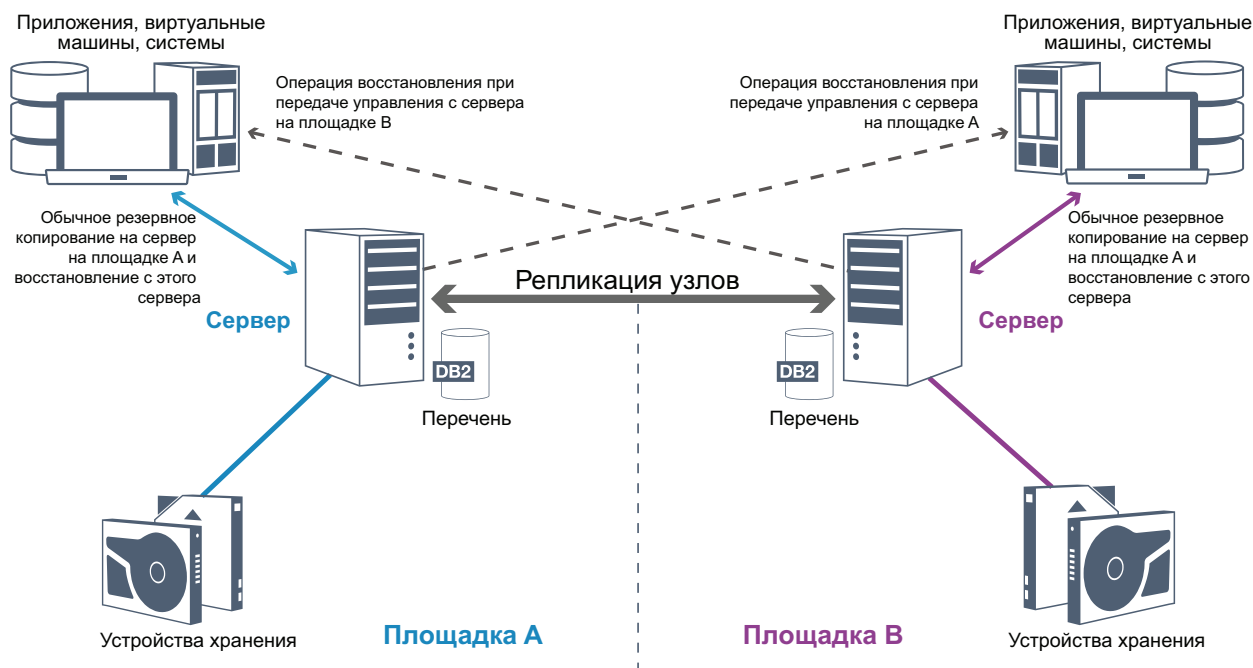 Приложения, виртуальные
машины, системы
Приложения, виртуальные
машины, системы
Операция восстановления при
передаче управления с сервера
на площадке B
Операция восстановления при
передаче управления с сервера
на площадке A
Обычное резервное
копирование на сервер
на площадке A и
восстановление с этого
сервера
Обычное резервное
копирование на сервер
на площадке A и
восстановление с этого
сервера
Репликация узлов
Сервер
Сервер
DB2
DB2
Перечень
Перечень
Устройства хранения
Площадка A
Площадка B
Устройства хранения